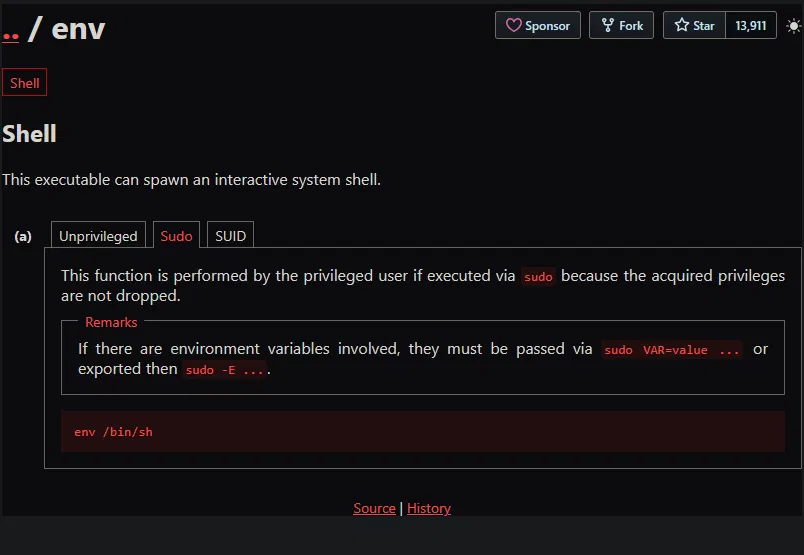 .. / env
Sponsor
Fork
Star 13,911
Shell
Shell
This executable can spawn an interactive system shell.
(a) Unprivileged Sudo SUID
This function is performed by the privileged user if executed via sudo because the acquired privileges
are not dropped.
Remarks
If there are environment variables involved, they must be passed via sudo VAR=value ... or
exported then sudo -E ....
env /bin/sh
Source | History